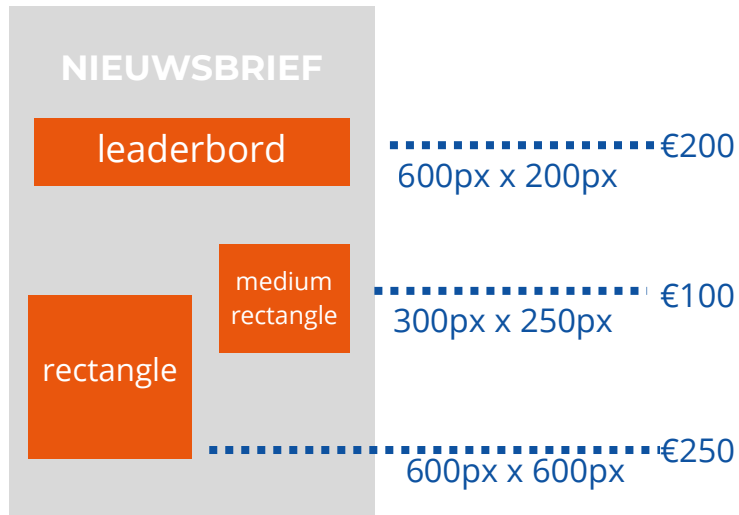 NIEUWSBRIEF
leaderbord
€200
600px x 200px
medium
rectangle
€100
300px x 250px
rectangle
€250
600px x 600px